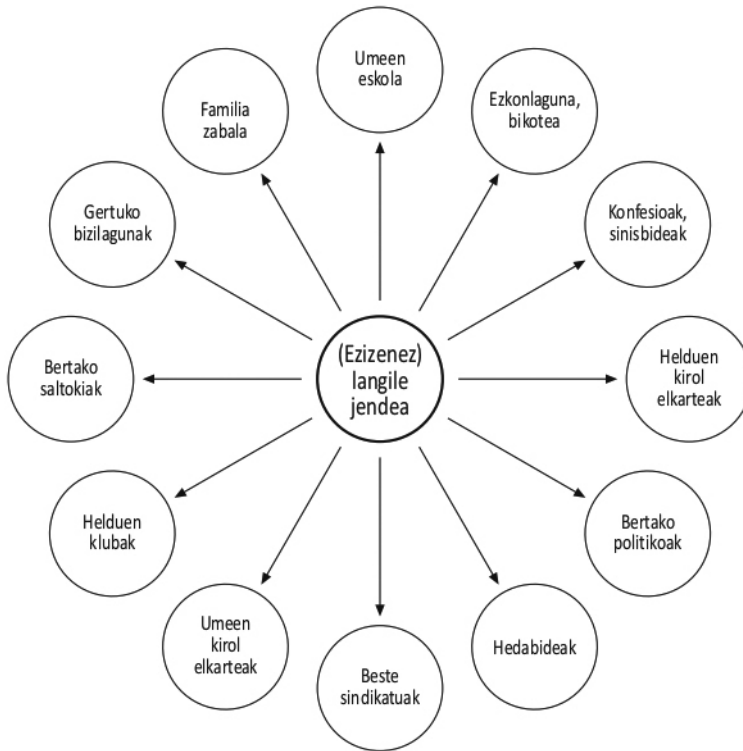 Umeen
eskola
Ezkonlaguna,
bikotea
Konfesioak,
sinisbideak
Helduen
kirol
elkarteak
Bertako
politikoak
Hedabideak
Beste
sindikatuak
Umeen
kirol
elkarteak
Helduen
klubak
Bertako
saltokiak
Gertuko
bizilagunak
Familia
zabala
(Ezizenez)
langile
jendea